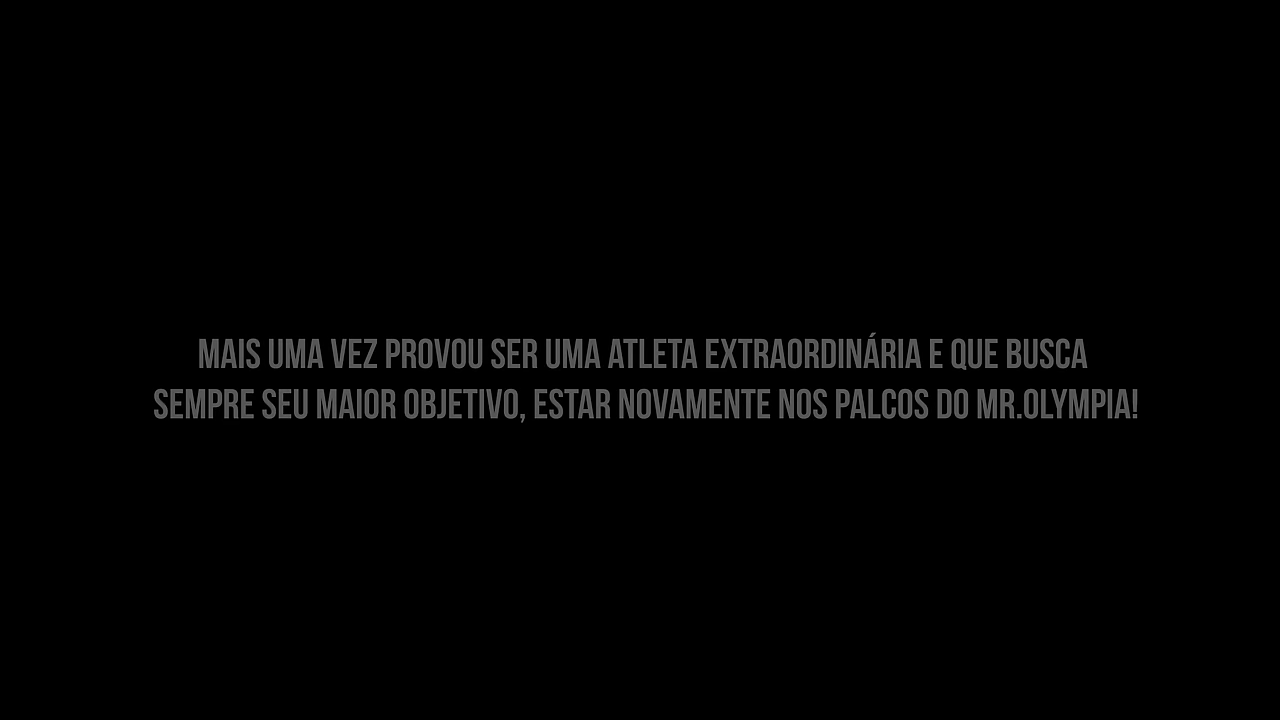 MAIS UMA VEZ PROVOU SER UMA ATLETA EXTRAORDINÁRIA E QUE BUSCA
SEMPRE SEU MAIOR OBJETIVO, ESTAR NOVAMENTE NOS PALCOS DO MR.OLYMPIA!